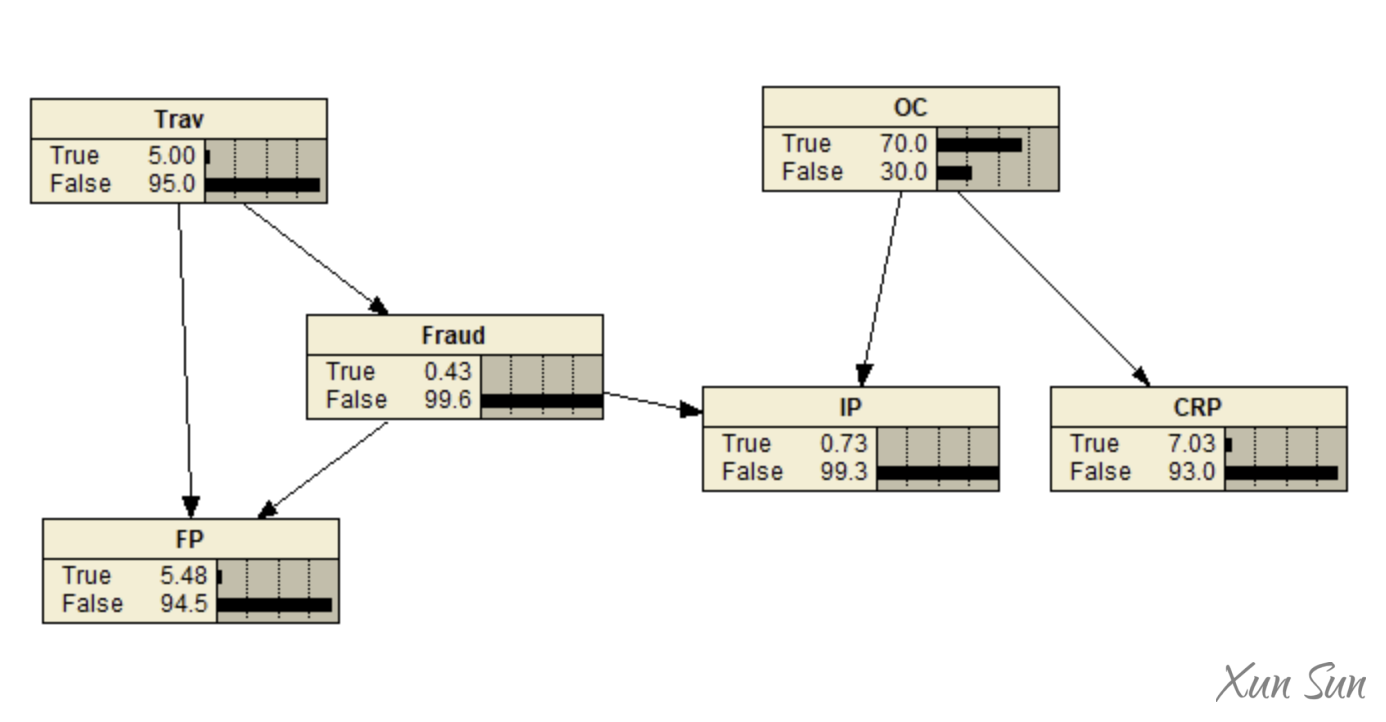 Trav
True 5.00
False 95.0
OC
True 70.0
False 30.0
Fraud
True 0.43
False 99.6
IP
True 0.73
False 99.3
CRP
True 7.03
False 93.0
FP
True 5.48
False 94.5
Xun Sun